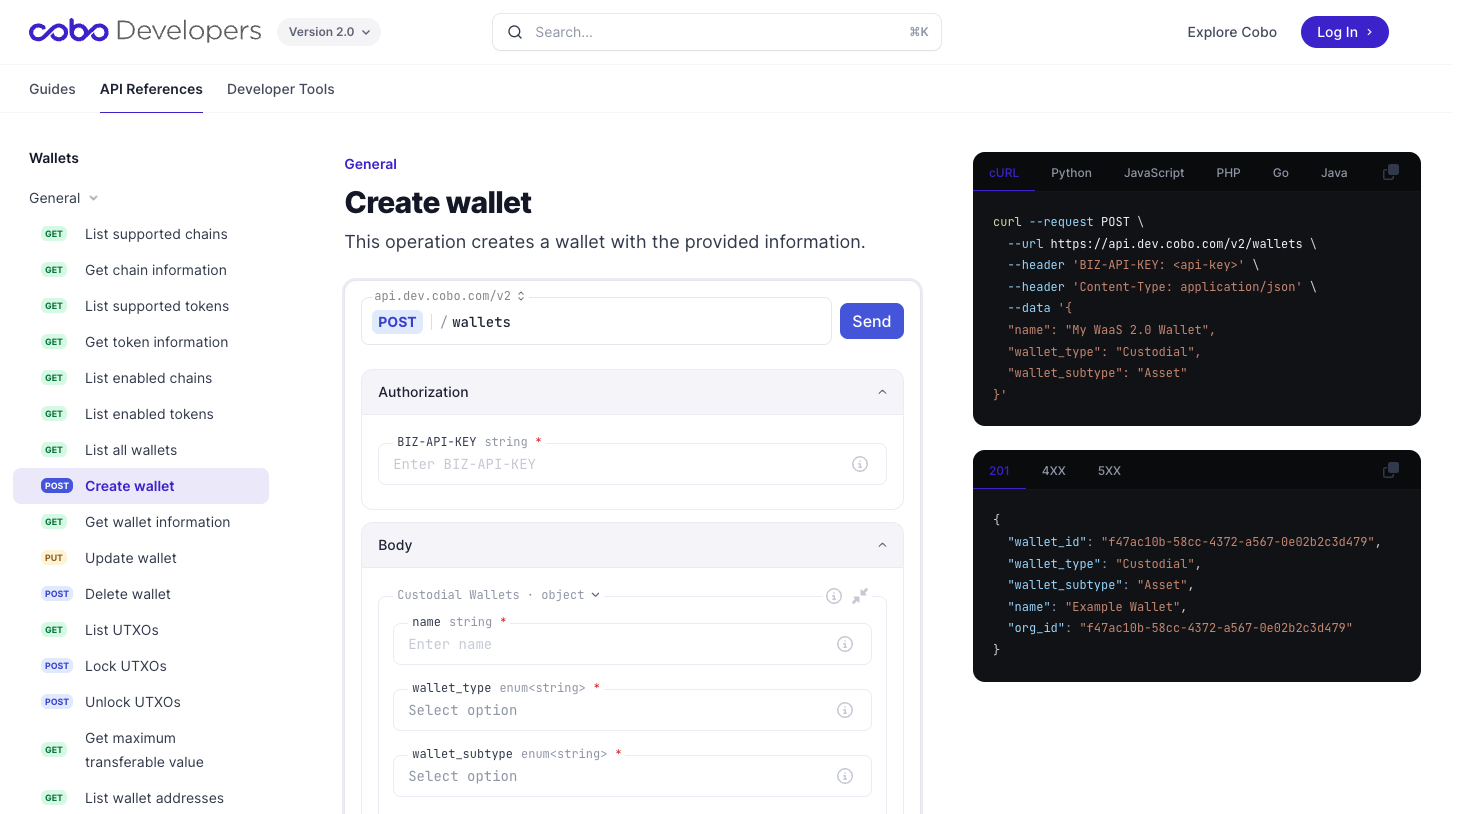 cobo Developers
Version 2.0
Search...
⌘K
Explore Cobo
Log In
Guides
API References
Developer Tools
Wallets
General
GET List supported chains
GET Get chain information
GET List supported tokens
GET Get token information
GET List enabled chains
GET List enabled tokens
GET List all wallets
POST Create wallet
GET Get wallet information
PUT Update wallet
POST Delete wallet
GET List UTXOs
POST Lock UTXOs
POST Unlock UTXOs
GET Get maximum
transferable value
GET List wallet addresses
General
Create wallet
This operation creates a wallet with the provided information.
api.dev.cobo.com/v2
POST / wallets
Send
Authorization
BIZ-API-KEY string *
Enter BIZ-API-KEY
Body
Custodial Wallets · object
name string *
Enter name
wallet_type enum<string> *
Select option
wallet_subtype enum<string> *
Select option
cURL Python JavaScript PHP Go Java
curl --request POST \
--url https://api.dev.cobo.com/v2/wallets \
--header 'BIZ-API-KEY: <api-key>' \
--header 'Content-Type: application/json' \
--data '{
"name": "My WaaS 2.0 Wallet",
"wallet_type": "Custodial",
"wallet_subtype": "Asset"
}'
201 4XX 5XX
{
"wallet_id": "f47ac10b-58cc-4372-a567-0e02b2c3d479",
"wallet_type": "Custodial",
"wallet_subtype": "Asset",
"name": "Example Wallet",
"org_id": "f47ac10b-58cc-4372-a567-0e02b2c3d479"
}